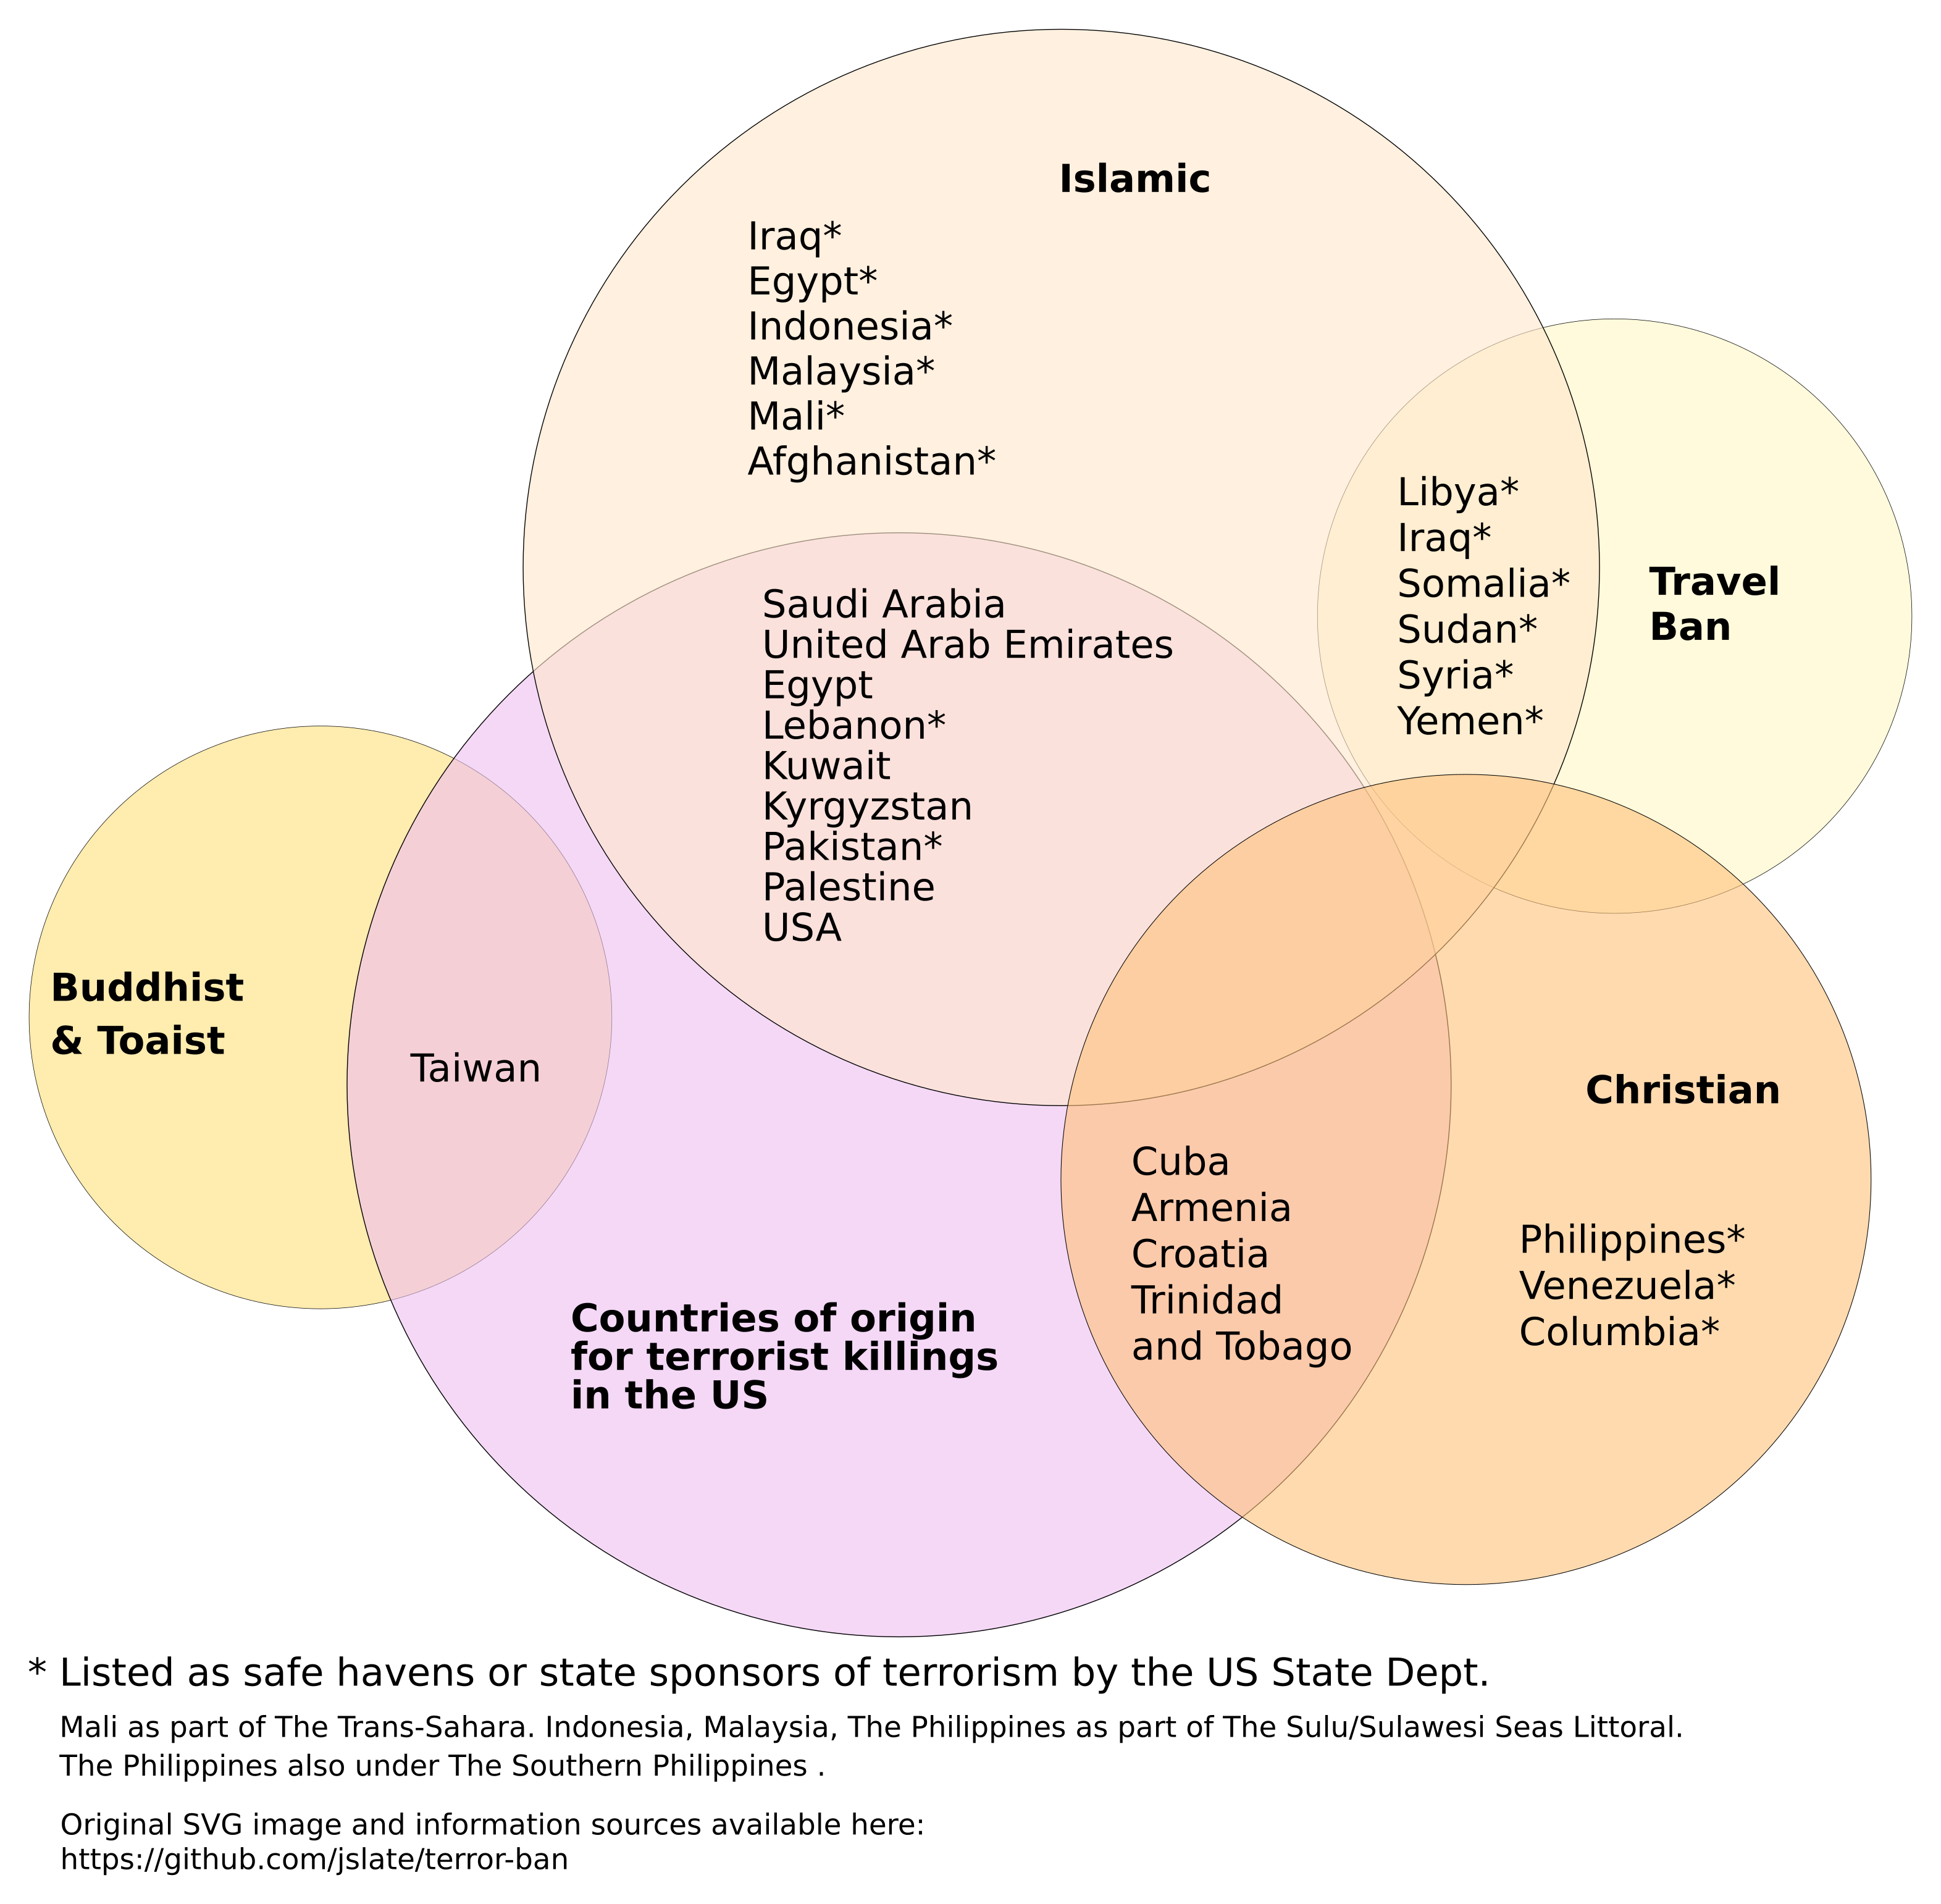 Islamic
Iraq*
Egypt*
Indonesia*
Malaysia*
Mali*
Afghanistan*
Libya*
Iraq*
Somalia*
Sudan*
Syria*
Yemen*
Travel
Ban
Saudi Arabia
United Arab Emirates
Egypt
Lebanon*
Kuwait
Kyrgyzstan
Pakistan*
Palestine
USA
Buddhist
& Toaist
Taiwan
Christian
Cuba
Armenia
Croatia
Trinidad
and Tobago
Philippines*
Venezuela*
Columbia*
Countries of origin
for terrorist killings
in the US
* Listed as safe havens or state sponsors of terrorism by the US State Dept.
Mali as part of The Trans-Sahara. Indonesia, Malaysia, The Philippines as part of The Sulu/Sulawesi Seas Littoral.
The Philippines also under The Southern Philippines .
Original SVG image and information sources available here:
https://github.com/jslate/terror-ban